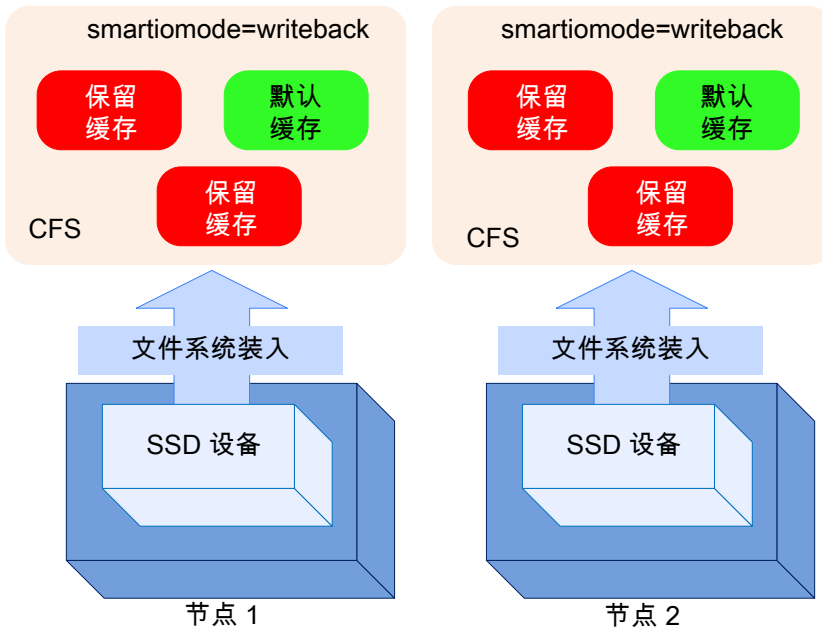 smartiomode=writeback
保留
缓存
默认
缓存
保留
缓存
CFS
文件系统装入
SSD 设备
节点 1
smartiomode=writeback
保留
缓存
默认
缓存
保留
缓存
CFS
文件系统装入
SSD 设备
节点 2